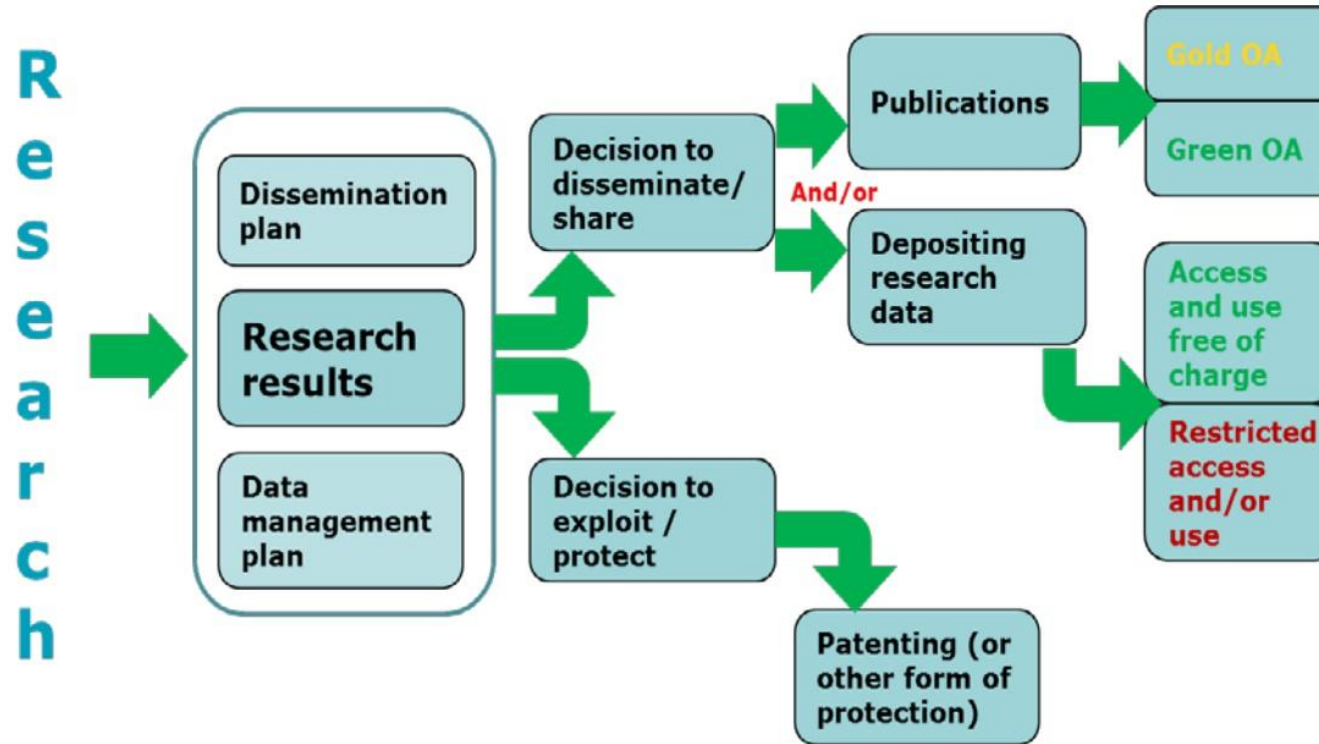 Research
Dissemination
plan
Research
results
Data
management
plan
Decision to
disseminate/
share
Decision to
exploit /
protect
And/or
Publications
Depositing
research
data
Patenting (or
other form of
protection)
Gold OA
Green OA
Access
and use
free of
charge
Restricted
access
and/or
use